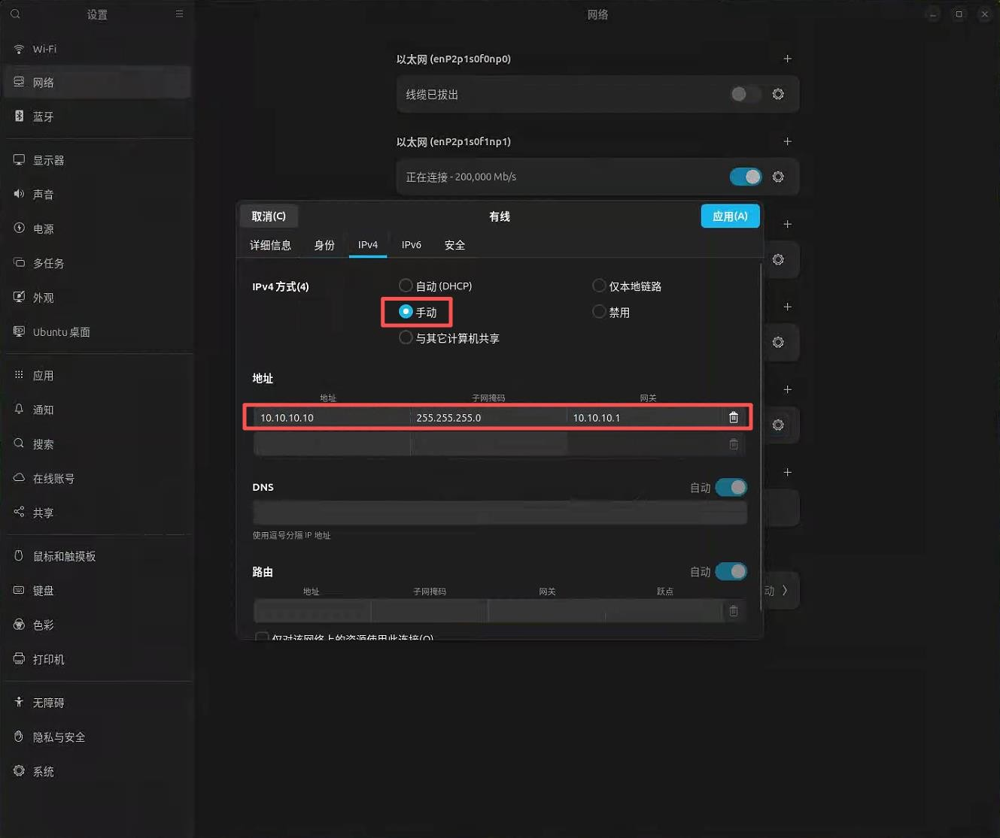 设置
网络
Wi-Fi
网络
蓝牙
显示器
声音
电源
多任务
外观
Ubuntu 桌面
应用
通知
搜索
在线账号
共享
鼠标和触摸板
键盘
色彩
打印机
无障碍
隐私与安全
系统
以太网 (enP2p1s0f0np0)
线缆已拔出
以太网 (enP2p1s0f1np1)
正在连接 - 200,000 Mb/s
取消(C) 有线 应用(A)
详细信息 身份 IPv4 IPv6 安全
IPv4 方式(4) 自动 (DHCP) 仅本地链路
手动 禁用
与其它计算机共享
地址
地址 子网掩码 网关
10.10.10.10 255.255.255.0 10.10.10.1
DNS 自动
使用逗号分隔 IP 地址
路由 自动
地址 子网掩码 网关 跃点
动
仅对该网络上的资源使用此连接(O)